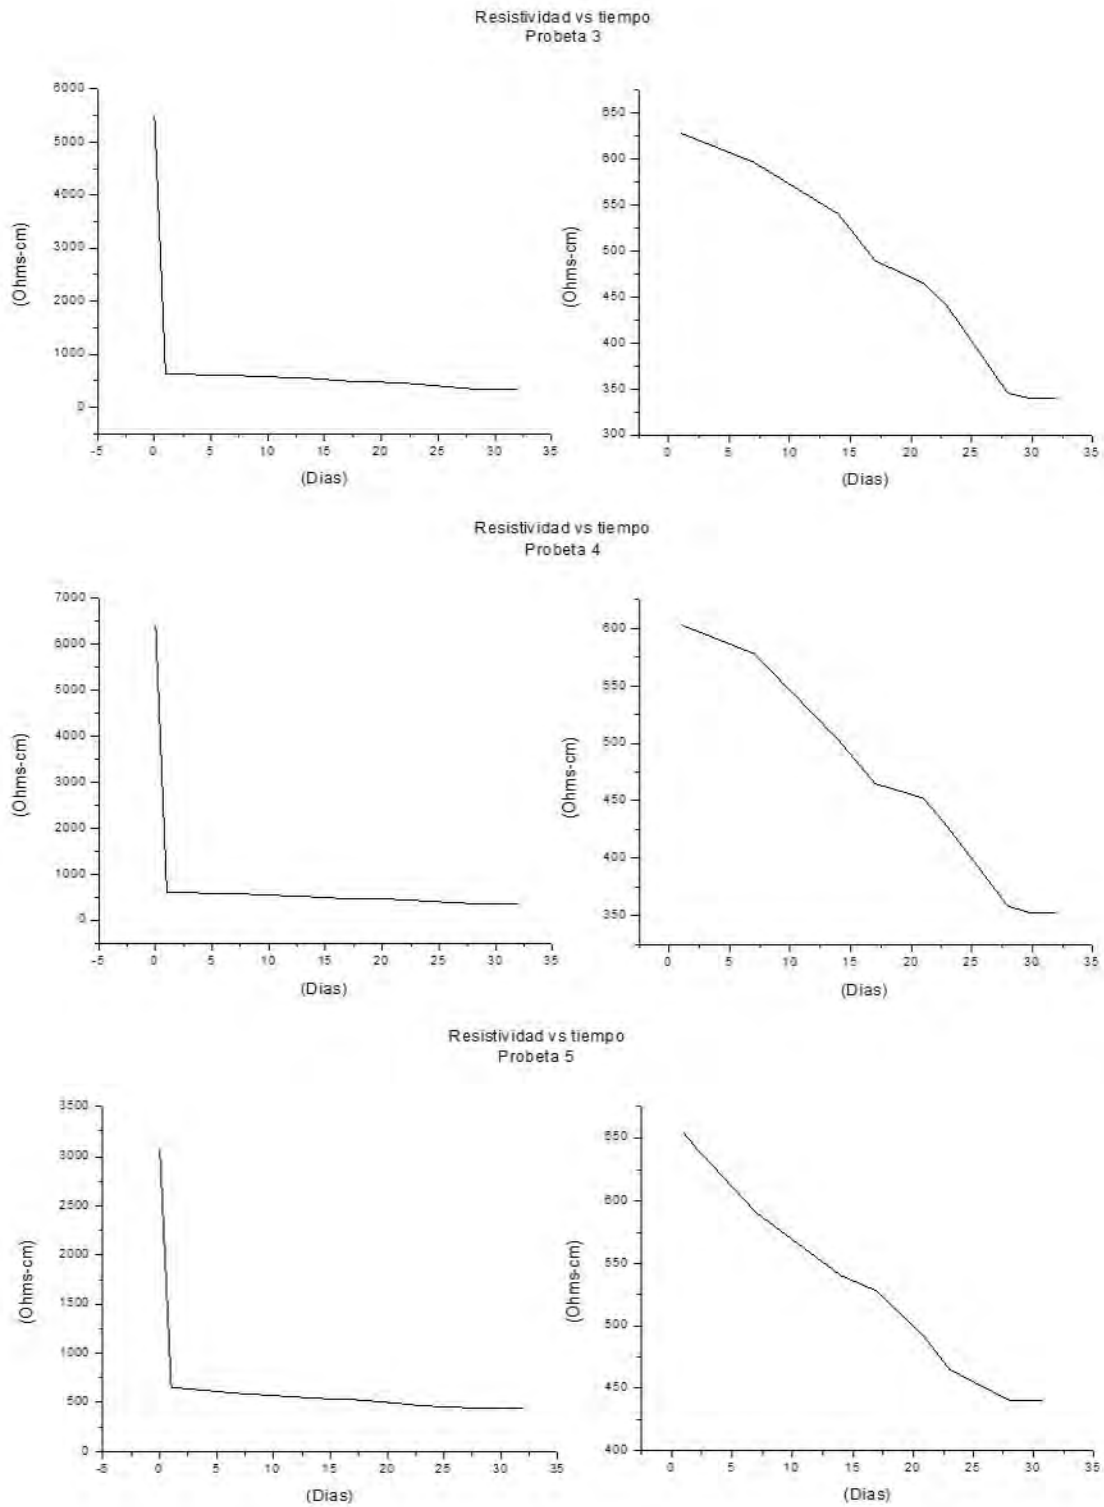 Resistividad vs tiempo
Probeta 3
6000
5000
4000
3000
2000
1000
0
(Ohms-cm)
-5 0 5 10 15 20 25 30 35
(Dias)
650
600
550
500
450
400
350
300
(Ohms-cm)
0 5 10 15 20 25 30 35
(Dias)
Resistividad vs tiempo
Probeta 4
7000
6000
5000
4000
3000
2000
1000
0
(Ohms-cm)
-5 0 5 10 15 20 25 30 35
(Dias)
600
550
500
450
400
350
(Ohms-cm)
0 5 10 15 20 25 30 35
(Dias)
Resistividad vs tiempo
Probeta 5
3500
3000
2500
2000
1500
1000
500
0
(Ohms-cm)
-5 0 5 10 15 20 25 30 35
(Dias)
650
600
550
500
450
400
(Ohms-cm)
0 5 10 15 20 25 30 35
(Dias)